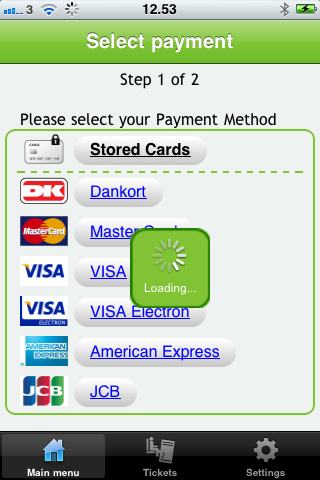 3 12.53
Select payment
Step 1 of 2
Please select your Payment Method
CARD Stored Cards
DK Dankort
MasterCard Master
VISA VISA
Loading...
VISA ELECTRON VISA Electron
AMERICAN EXPRESS American Express
JCB JCB
Main menu Tickets Settings